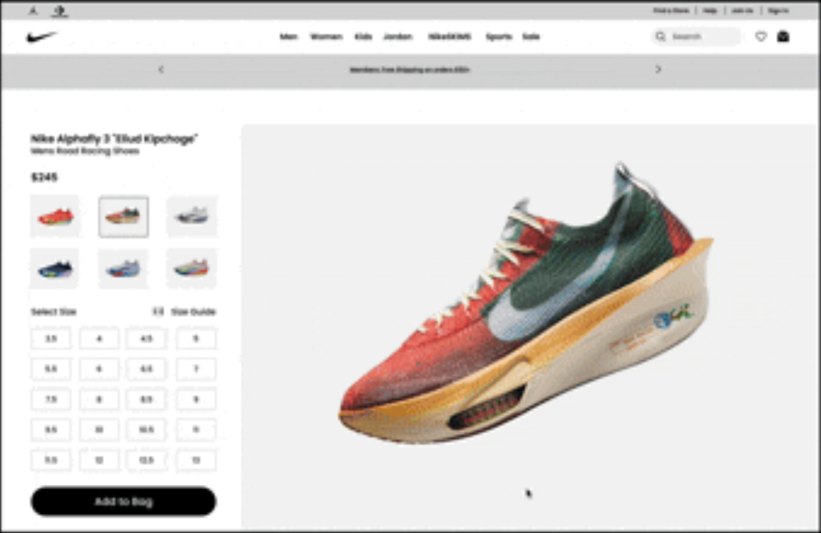 Find a Store | Help | Join Us | Sign In
Men Women Kids Jordan NikeSKIMS Sports Sale
Search
Members: Free Shipping on orders $50+
Nike Alphafly 3 "Eliud Kipchoge"
Mens Road Racing Shoes
$245
Select Size Size Guide
3.5 4 4.5 5
5.5 6 6.5 7
7.5 8 8.5 9
9.5 10 10.5 11
11.5 12 12.5 13
Add to Bag